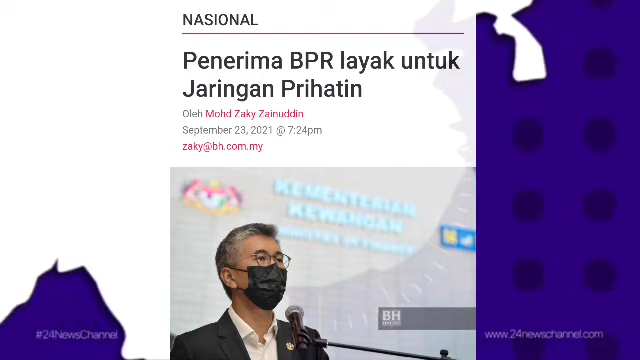 NASIONAL
Penerima BPR layak untuk
Jaringan Prihatin
Oleh Mohd Zaky Zainuddin
September 23, 2021 @ 7:24pm
zaky@bh.com.my
KEMENTERIAN
KEWANGAN
MINISTRY OF FINANCE
BH
#24NewsChannel
www.24newschannel.com